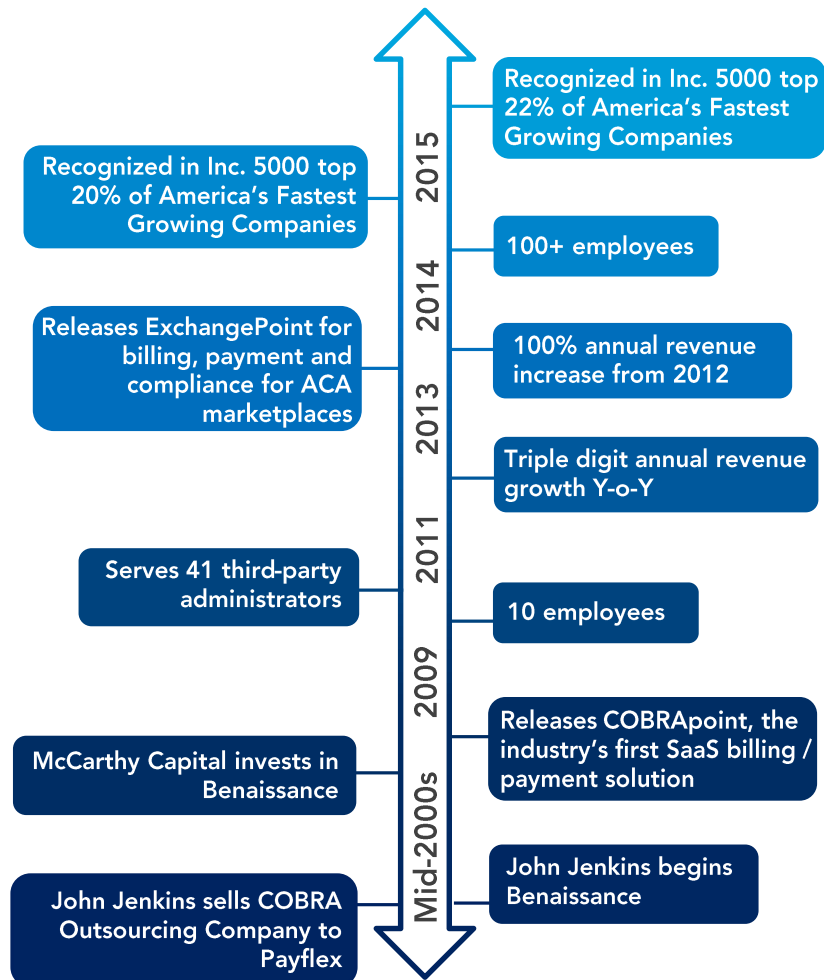 Recognized in Inc. 5000 top
22% of America’s Fastest
Growing Companies
2015
Recognized in Inc. 5000 top
20% of America’s Fastest
Growing Companies
100+ employees
2014
Releases ExchangePoint for
billing, payment and
compliance for ACA
marketplaces
100% annual revenue
increase from 2012
2013
Triple digit annual revenue
growth Y-o-Y
2011
Serves 41 third-party
administrators
10 employees
2009
Releases COBRApoint, the
industry’s first SaaS billing /
payment solution
McCarthy Capital invests in
Benaissance
Mid-2000s
John Jenkins begins
Benaissance
John Jenkins sells COBRA
Outsourcing Company to
Payflex